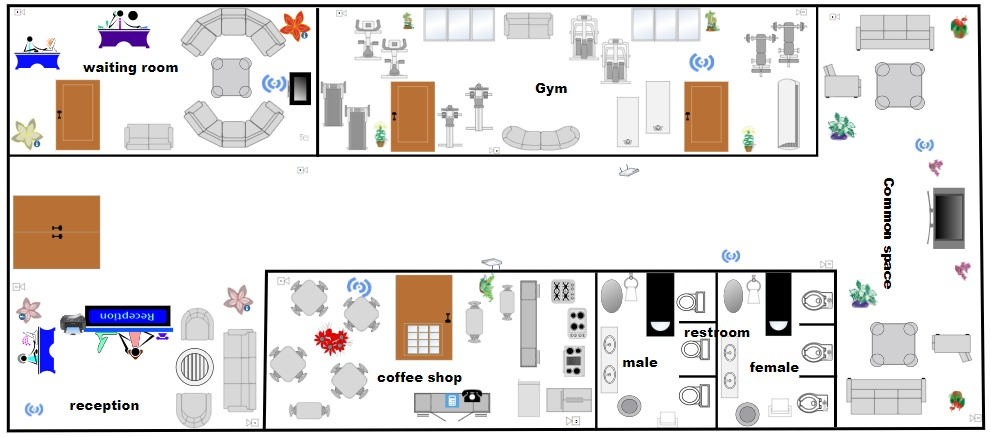 waiting room
Gym
Common space
Reception
restroom
male
female
coffee shop
reception